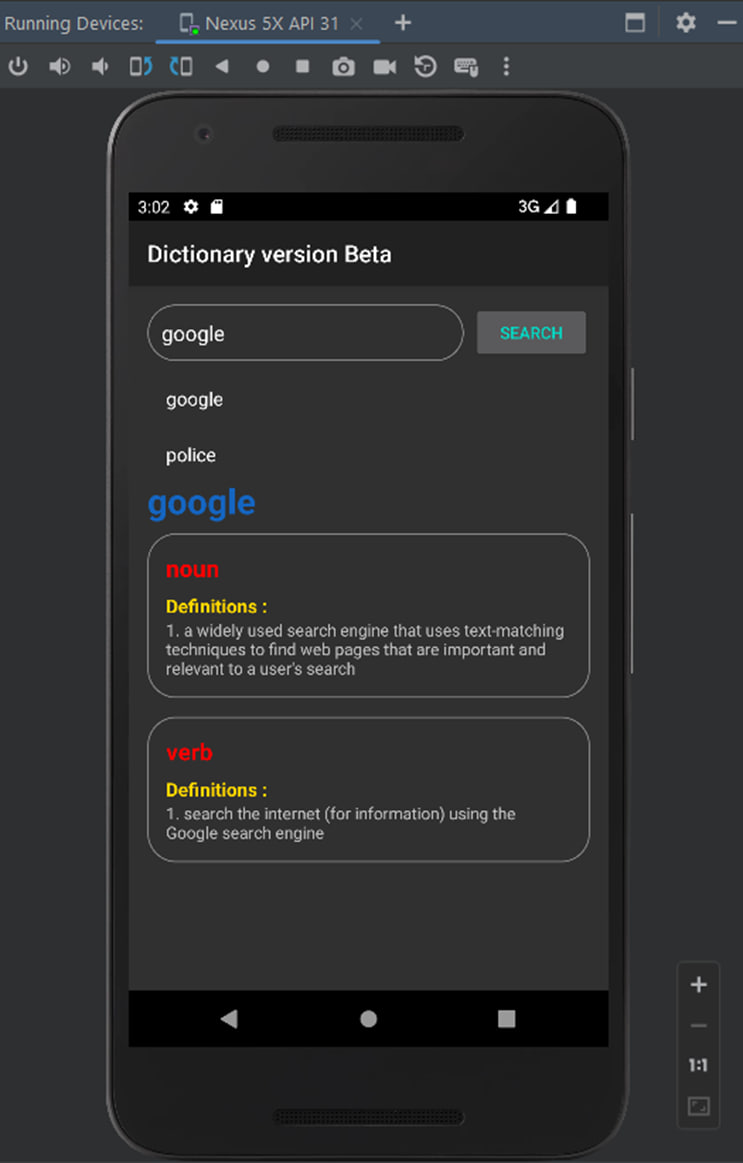 Running Devices: Nexus 5X API 31
3:02 3G
Dictionary version Beta
google SEARCH
google
police
google
noun
Definitions :
1. a widely used search engine that uses text-matching
techniques to find web pages that are important and
relevant to a user's search
verb
Definitions :
1. search the internet (for information) using the
Google search engine
1:1